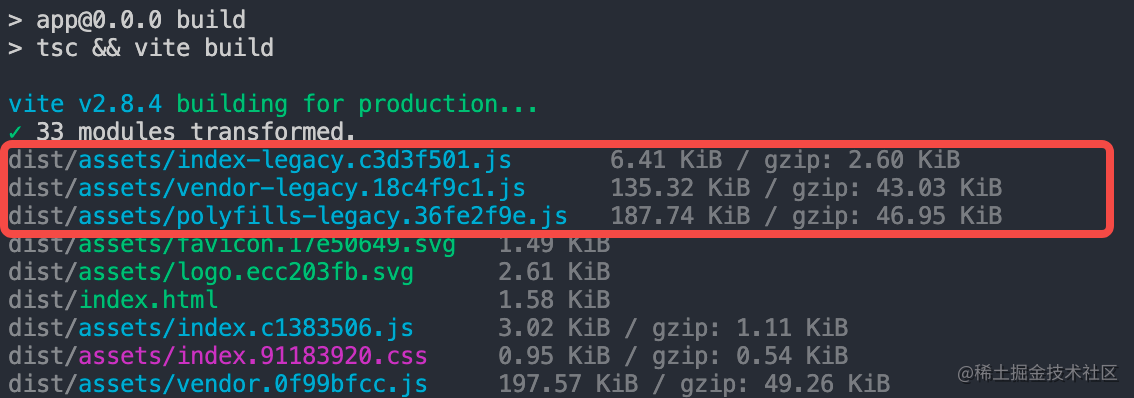 > app@0.0.0 build
> tsc && vite build
vite v2.8.4 building for production...
✓ 33 modules transformed.
dist/assets/index-legacy.c3d3f501.js 6.41 KiB / gzip: 2.60 KiB
dist/assets/vendor-legacy.18c4f9c1.js 135.32 KiB / gzip: 43.03 KiB
dist/assets/polyfills-legacy.36fe2f9e.js 187.74 KiB / gzip: 46.95 KiB
dist/assets/favicon.17e50649.svg 1.49 KiB
dist/assets/logo.ecc203fb.svg 2.61 KiB
dist/index.html 1.58 KiB
dist/assets/index.c1383506.js 3.02 KiB / gzip: 1.11 KiB
dist/assets/index.91183920.css 0.95 KiB / gzip: 0.54 KiB
dist/assets/vendor.0f99bfcc.js 197.57 KiB / gzip: 49.26 KiB
@稀土掘金技术社区